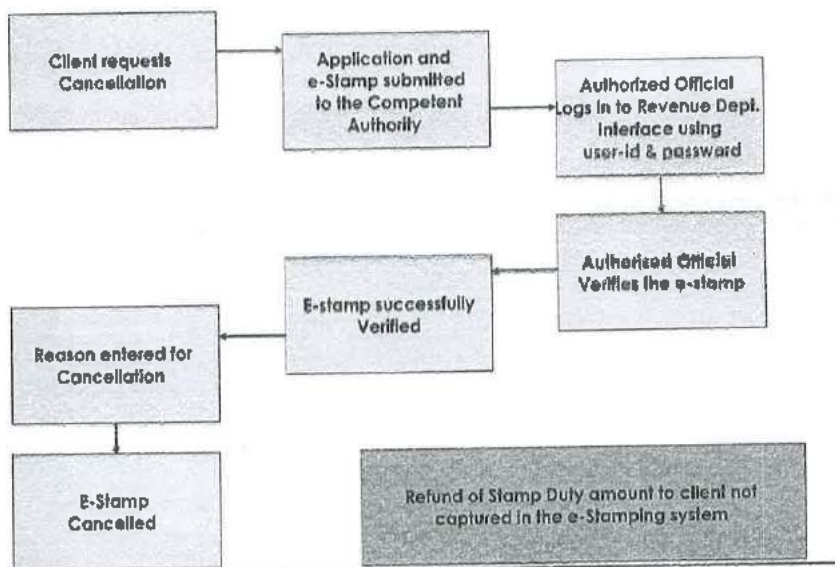 Client requests
Cancellation
Application and
e-Stamp submitted
to the Competent
Authority
Authorized Official
Logs in to Revenue Dept.
Interface using
user-id & password
Authorized Official
Verifies the e-stamp
E-stamp successfully
Verified
Reason entered for
Cancellation
E-Stamp
Cancelled
Refund of Stamp Duty amount to client not
captured in the e-Stamping system